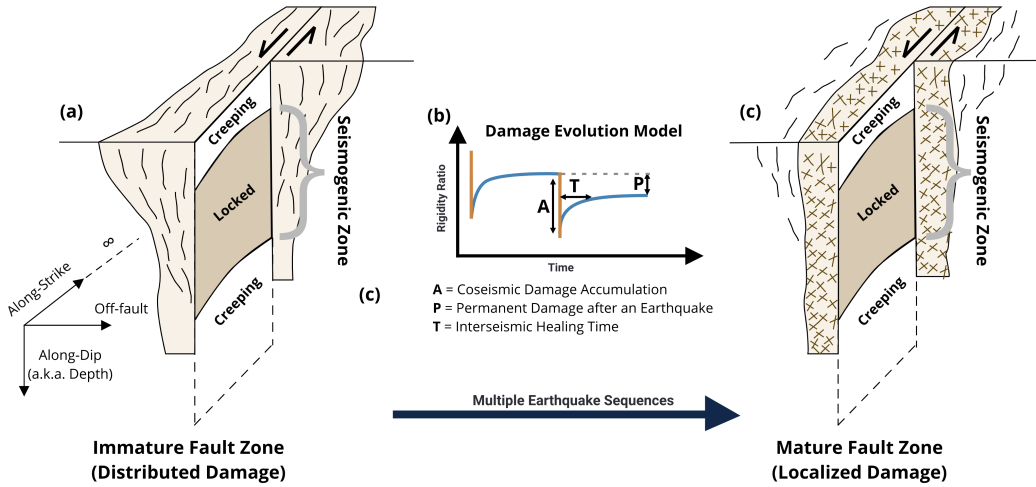 (a)
Creeping
Locked
Creeping
Seismogenic Zone
∞
Along-Strike
Off-fault
Along-Dip
(a.k.a. Depth)
Immature Fault Zone
(Distributed Damage)
(b)
Damage Evolution Model
Rigidity Ratio
A
T
P
Time
(c)
A = Coseismic Damage Accumulation
P = Permanent Damage after an Earthquake
T = Interseismic Healing Time
Multiple Earthquake Sequences
(c)
Creeping
Locked
Creeping
Seismogenic Zone
Mature Fault Zone
(Localized Damage)